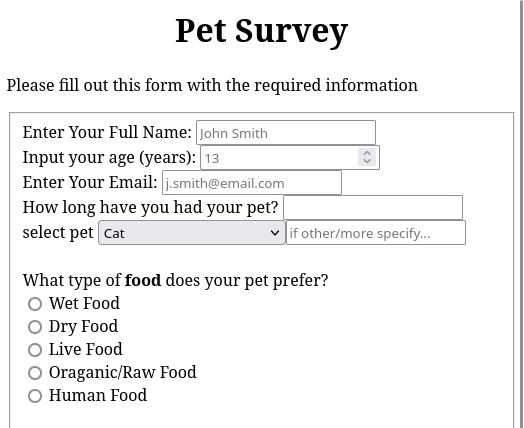 Pet Survey
Please fill out this form with the required information
Enter Your Full Name: John Smith
Input your age (years): 13
Enter Your Email: j.smith@email.com
How long have you had your pet?
select pet Cat if other/more specify...
What type of food does your pet prefer?
Wet Food
Dry Food
Live Food
Oraganic/Raw Food
Human Food